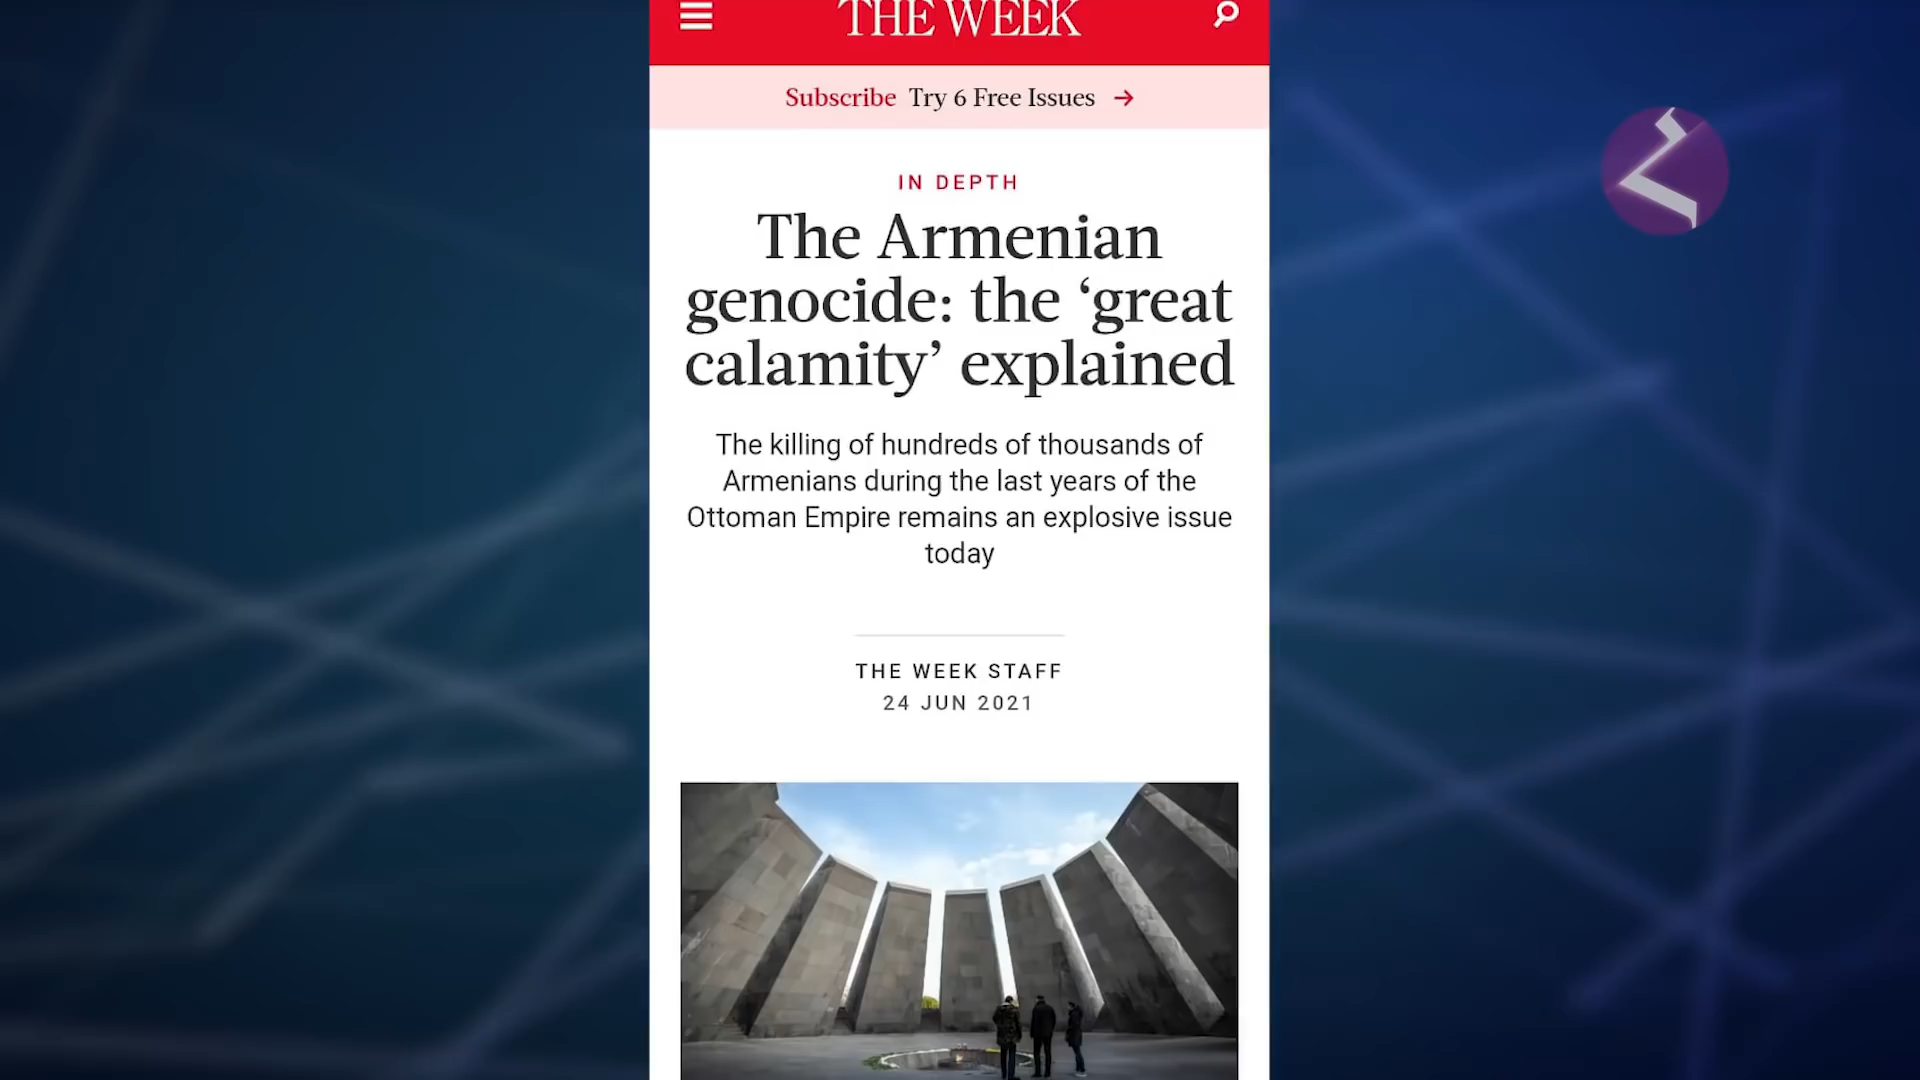 THE WEEK
Subscribe Try 6 Free Issues →
IN DEPTH
The Armenian
genocide: the ‘great
calamity’ explained
The killing of hundreds of thousands of
Armenians during the last years of the
Ottoman Empire remains an explosive issue
today
THE WEEK STAFF
24 JUN 2021